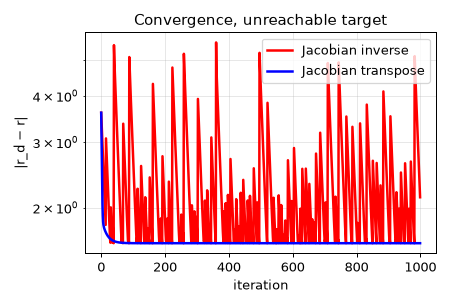 Convergence, unreachable target
Jacobian inverse
Jacobian transpose
|r_d − r|
4 × 10⁰
3 × 10⁰
2 × 10⁰
0 200 400 600 800 1000
iteration